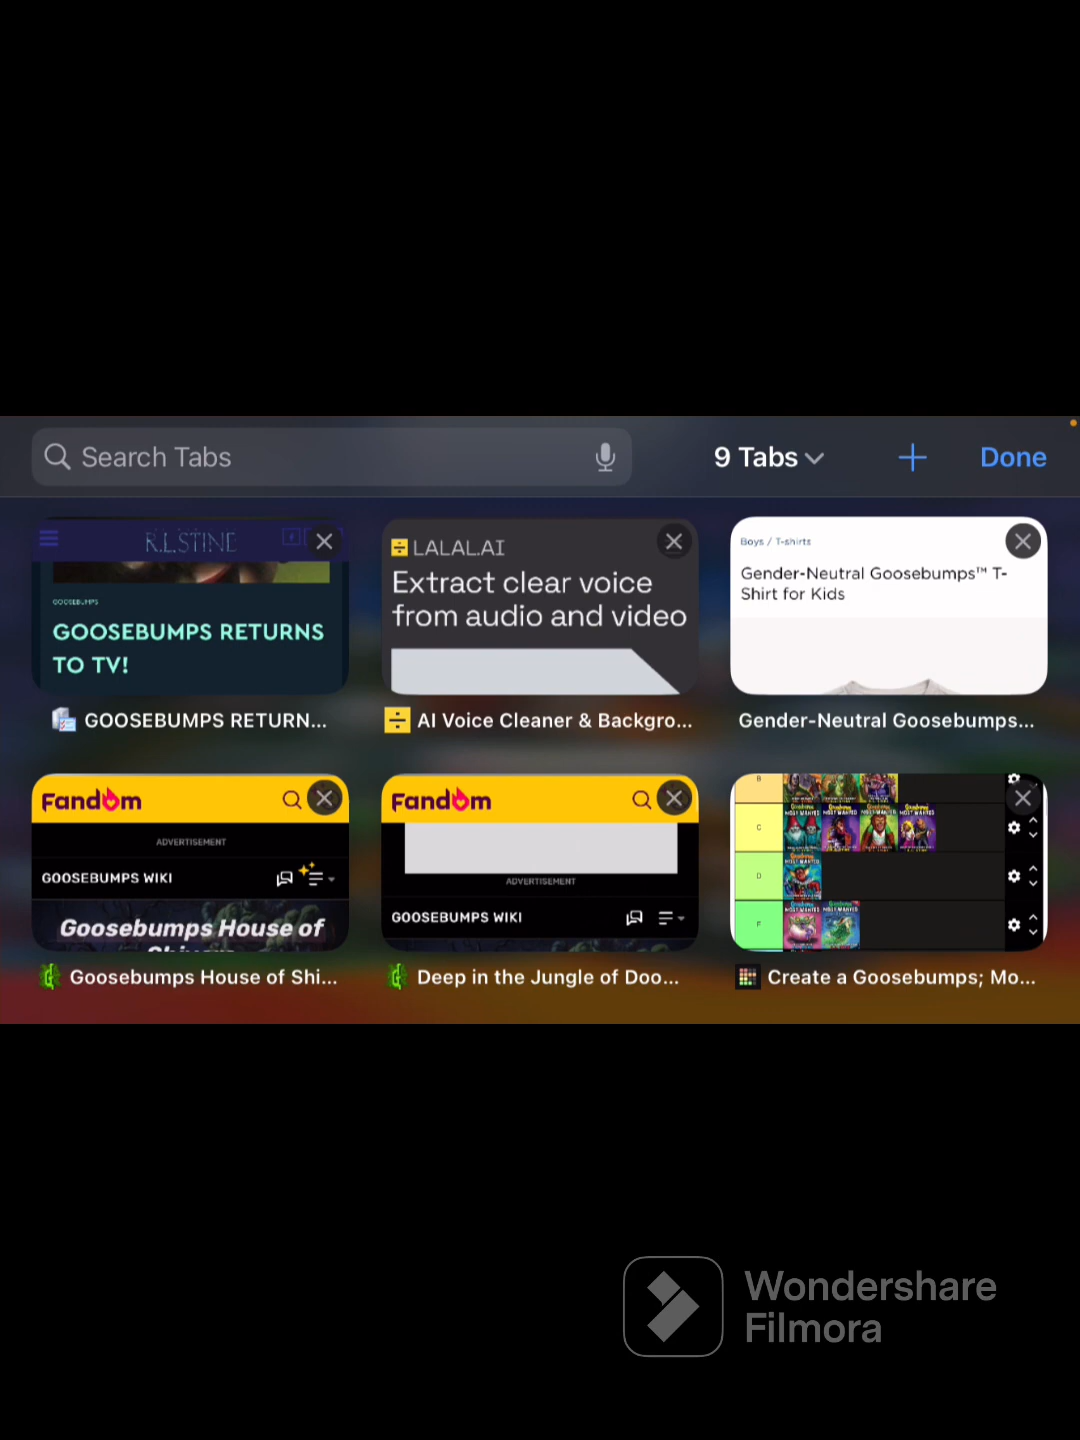 Search Tabs
9 Tabs
Done
R.L.STINE
GOOSEBUMPS
GOOSEBUMPS RETURNS
TO TV!
GOOSEBUMPS RETURN...
LALAL.AI
Extract clear voice
from audio and video
AI Voice Cleaner & Backgro...
Boys / T-shirts
Gender-Neutral Goosebumps™ T-
Shirt for Kids
Gender-Neutral Goosebumps...
Fandom
ADVERTISEMENT
GOOSEBUMPS WIKI
Goosebumps House of
Goosebumps House of Shi...
Fandom
ADVERTISEMENT
GOOSEBUMPS WIKI
Deep in the Jungle of Doo...
B
C
D
F
Create a Goosebumps; Mo...
Wondershare
Filmora